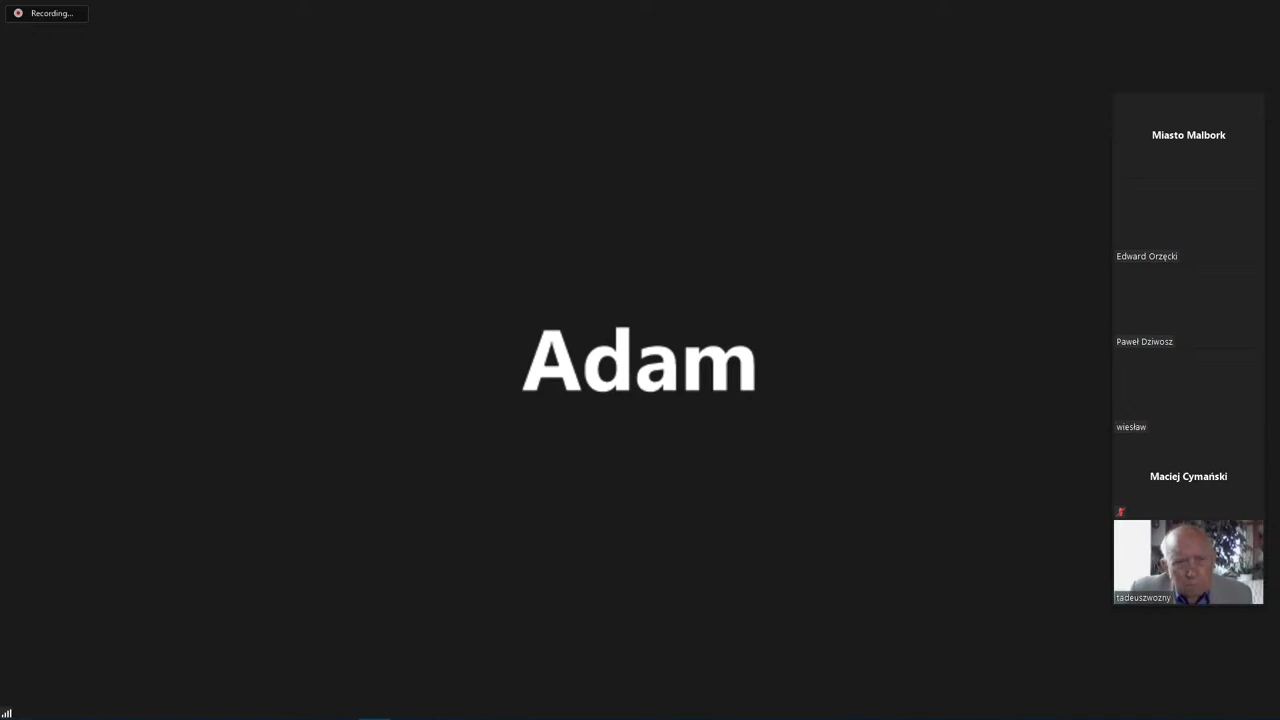 Recording...
Adam
Miasto Malbork
Edward Orzęcki
Paweł Dziwosz
wiesław
Maciej Cymański
tadeuszwozny